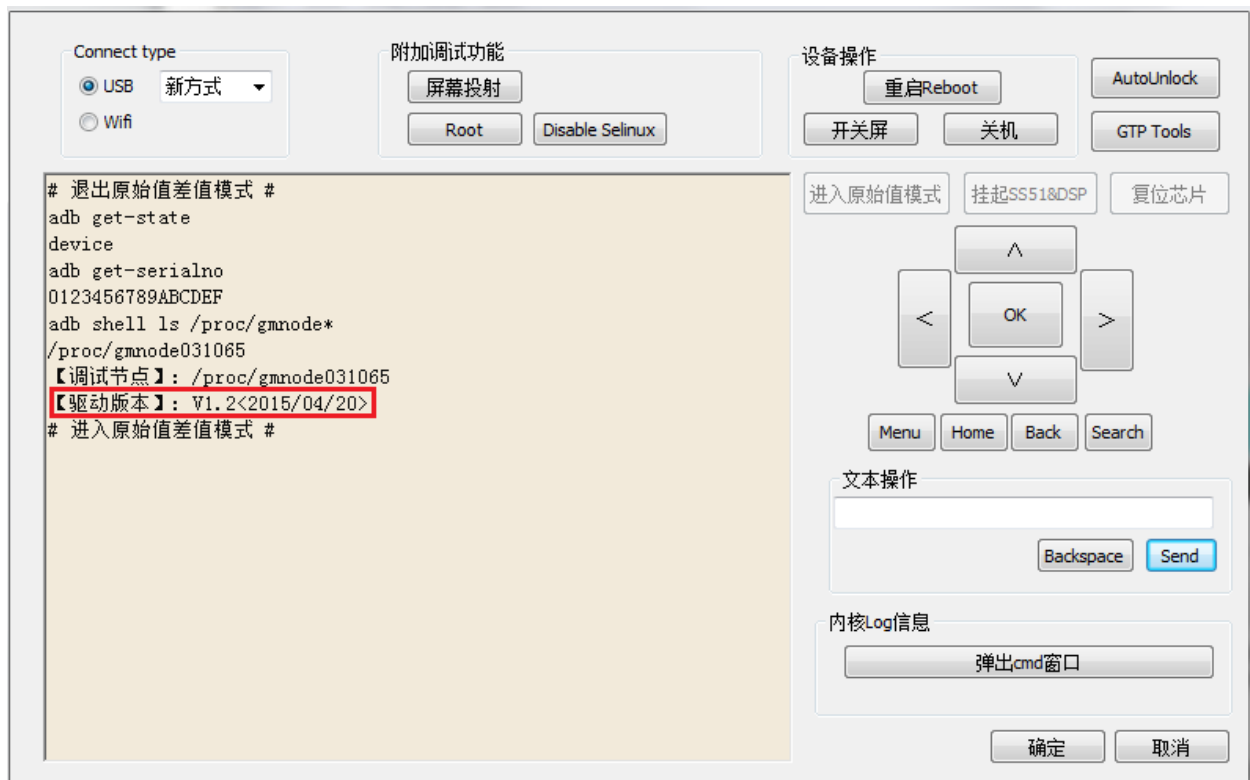 Connect type
USB
新方式
Wifi
附加调试功能
屏幕投射
Root
Disable Selinux
设备操作
重启Reboot
开关屏
关机
AutoUnlock
GTP Tools
# 退出原始值差值模式 #
adb get-state
device
adb get-serialno
0123456789ABCDEF
adb shell ls /proc/gmnode*
/proc/gmnode031065
【调试节点】: /proc/gmnode031065
【驱动版本】: V1.2<2015/04/20>
# 进入原始值差值模式 #
进入原始值模式
挂起SS51&DSP
复位芯片
^
<
OK
>
v
Menu
Home
Back
Search
文本操作
Backspace
Send
内核Log信息
弹出cmd窗口
确定
取消